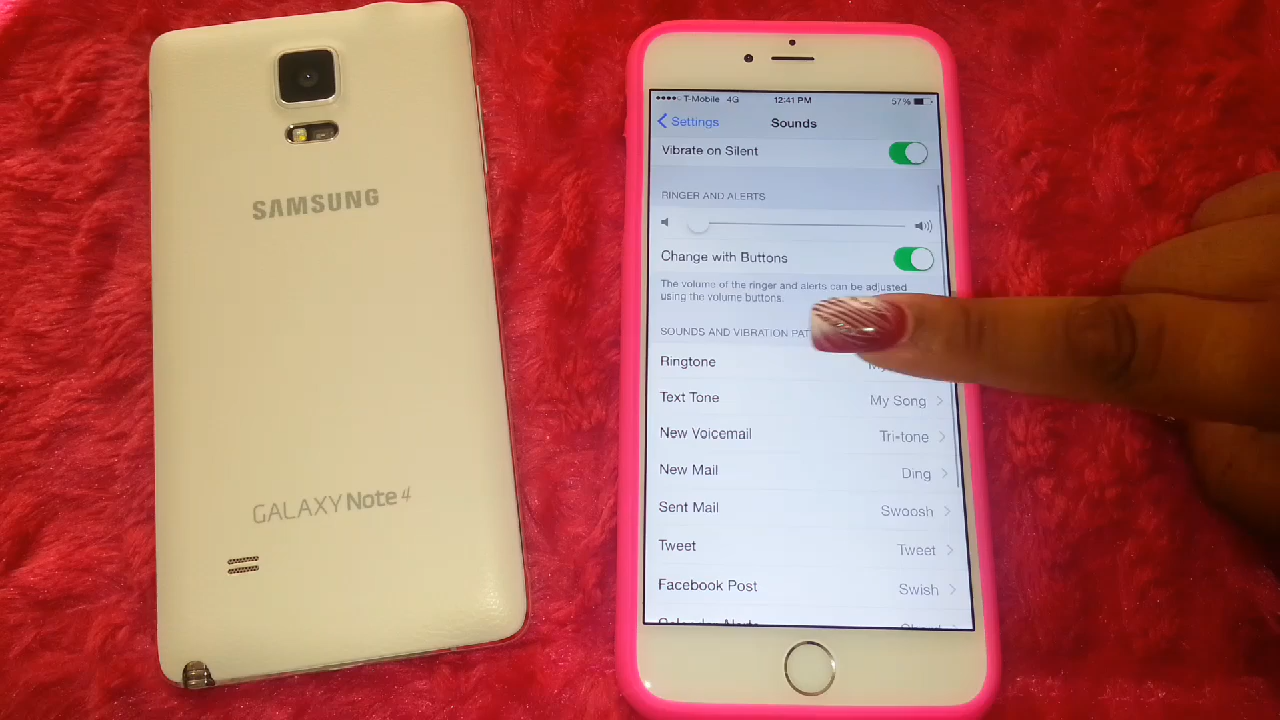 SAMSUNG
GALAXY Note 4
T-Mobile 4G 12:41 PM 57%
Settings Sounds
Vibrate on Silent
RINGER AND ALERTS
Change with Buttons
The volume of the ringer and alerts can be adjusted
using the volume buttons.
SOUNDS AND VIBRATION
Ringtone
Text Tone My Song
New Voicemail Tri-tone
New Mail Ding
Sent Mail Swoosh
Tweet Tweet
Facebook Post Swish